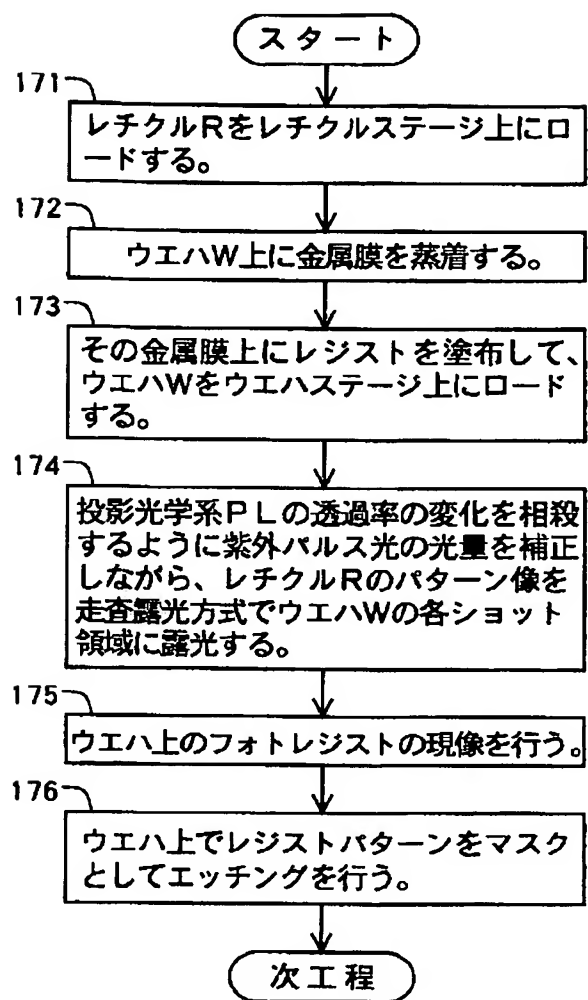 スタート
171
レチクルRをレチクルステージ上にロ
ードする。
172
ウエハW上に金属膜を蒸着する。
173
その金属膜上にレジストを塗布して、
ウエハWをウエハステージ上にロード
する。
174
投影光学系PLの透過率の変化を相殺
するように紫外パルス光の光量を補正
しながら、レチクルRのパターン像を
走査露光方式でウエハWの各ショット
領域に露光する。
175
ウエハ上のフォトレジストの現像を行う。
176
ウエハ上でレジストパターンをマスク
としてエッチングを行う。
次工程